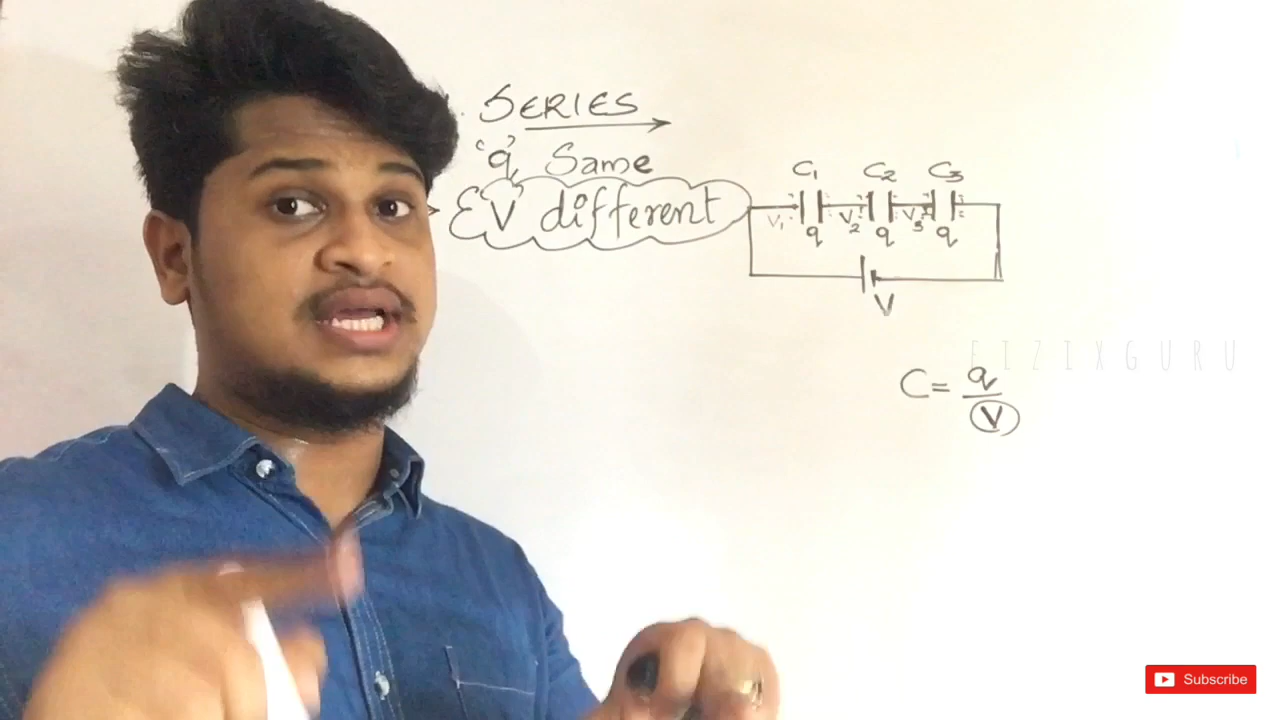 SERIES
'q' Same
'V' different
C1 C2 C3
V1 V2 V3
q q q
V
C = q
V
FIZIXGURU
Subscribe